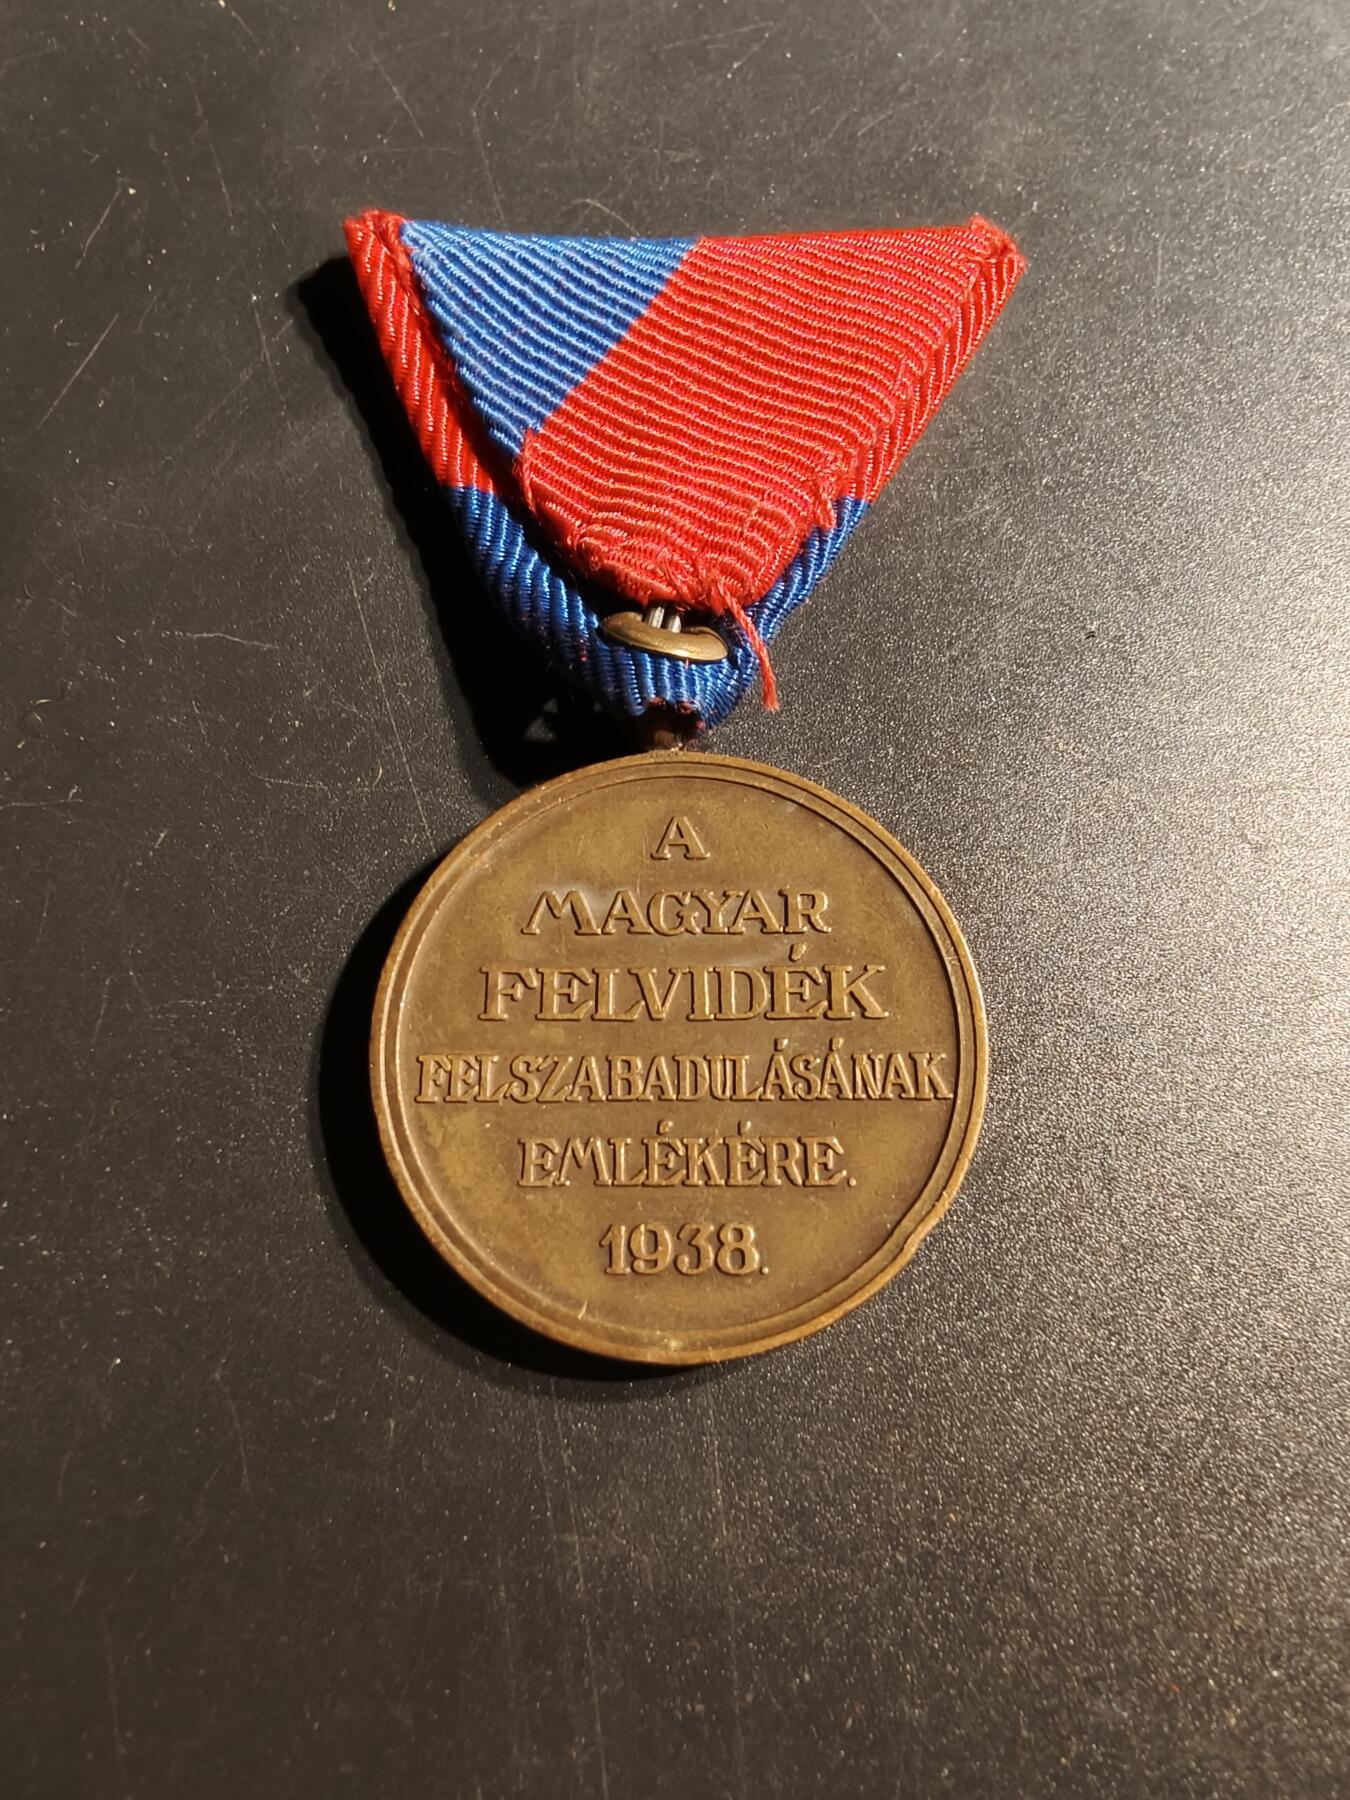 A
MAGYAR
FELVIDÉK
FELSZABADULÁSÁNAK
EMLÉKÉRE.
1938.